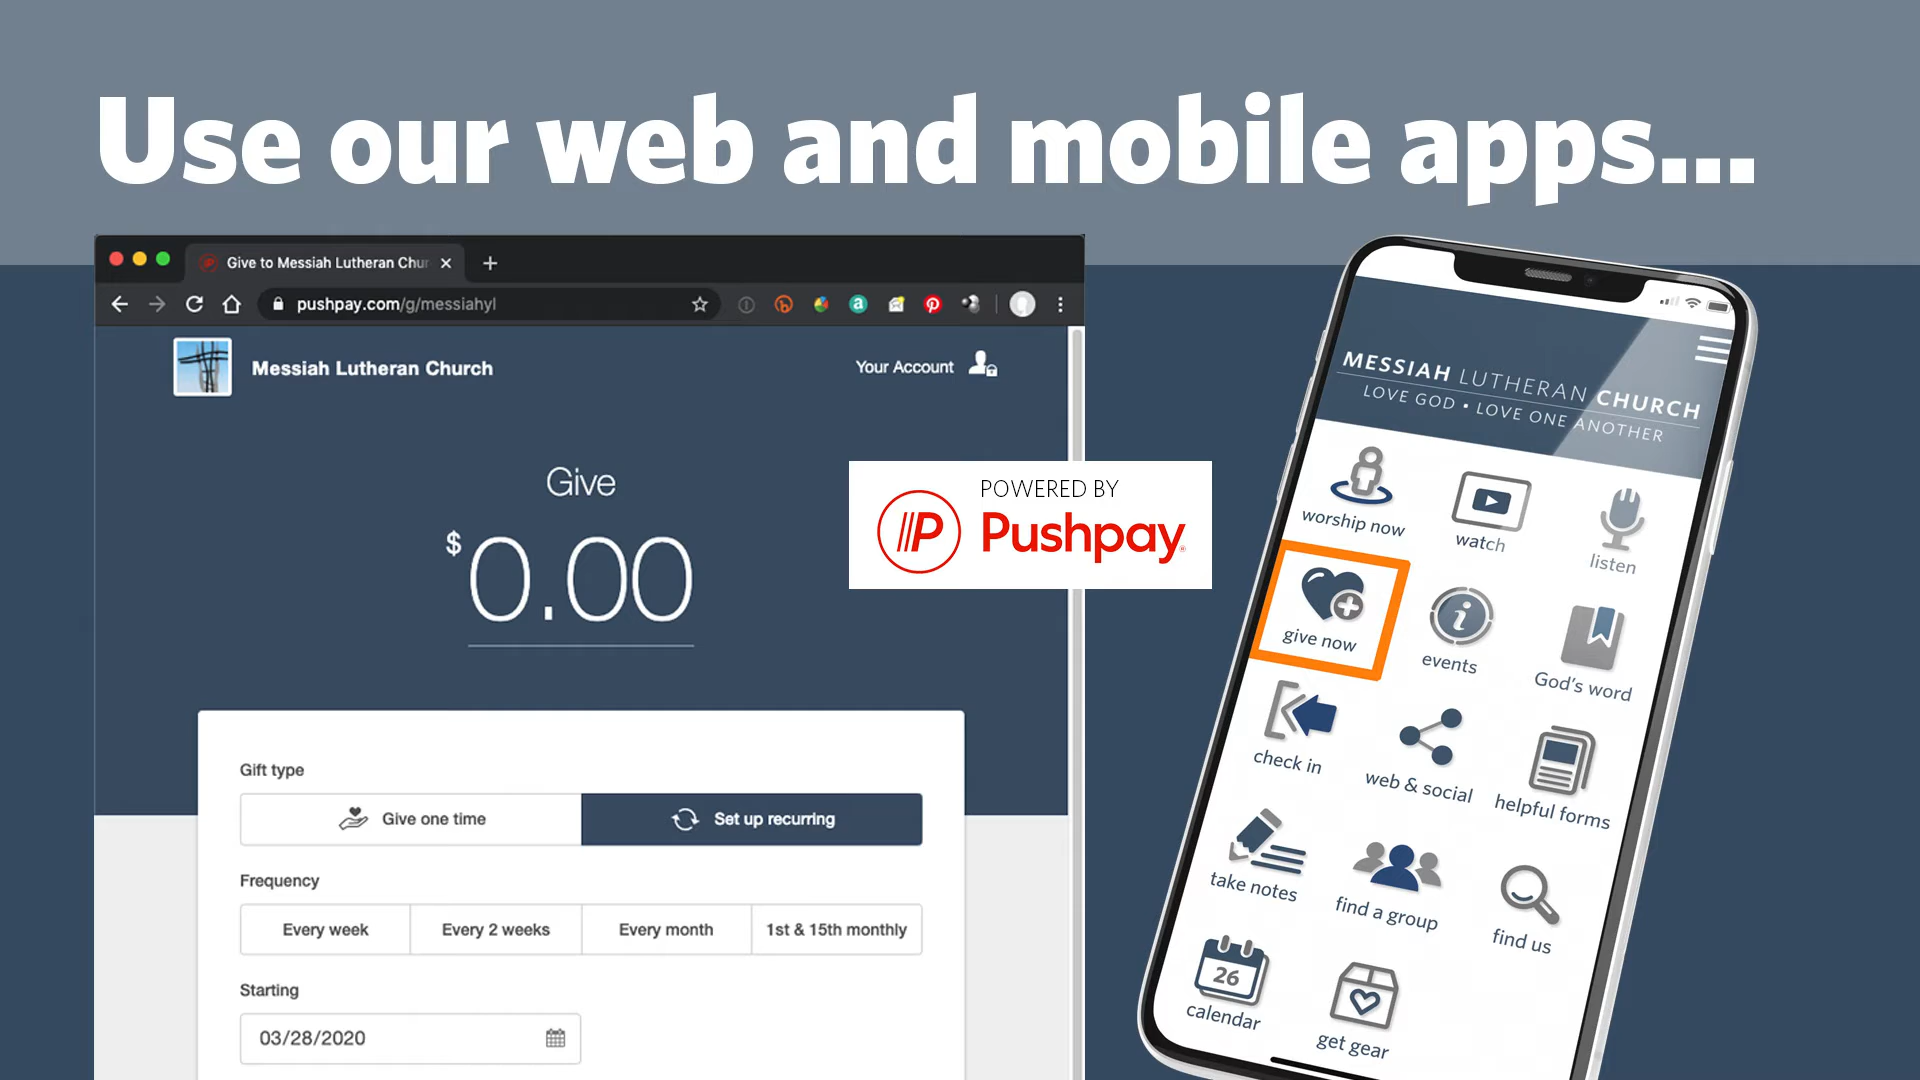 Use our web and mobile apps...
Give to Messiah Lutheran Chur
pushpay.com/g/messiahyl
Messiah Lutheran Church
Your Account
Give
$0.00
Gift type
Give one time
Set up recurring
Frequency
Every week
Every 2 weeks
Every month
1st & 15th monthly
Starting
03/28/2020
POWERED BY
Pushpay
MESSIAH LUTHERAN CHURCH
LOVE GOD • LOVE ONE ANOTHER
worship now
watch
listen
give now
events
God's word
check in
web & social
helpful forms
take notes
find a group
find us
26
calendar
get gear